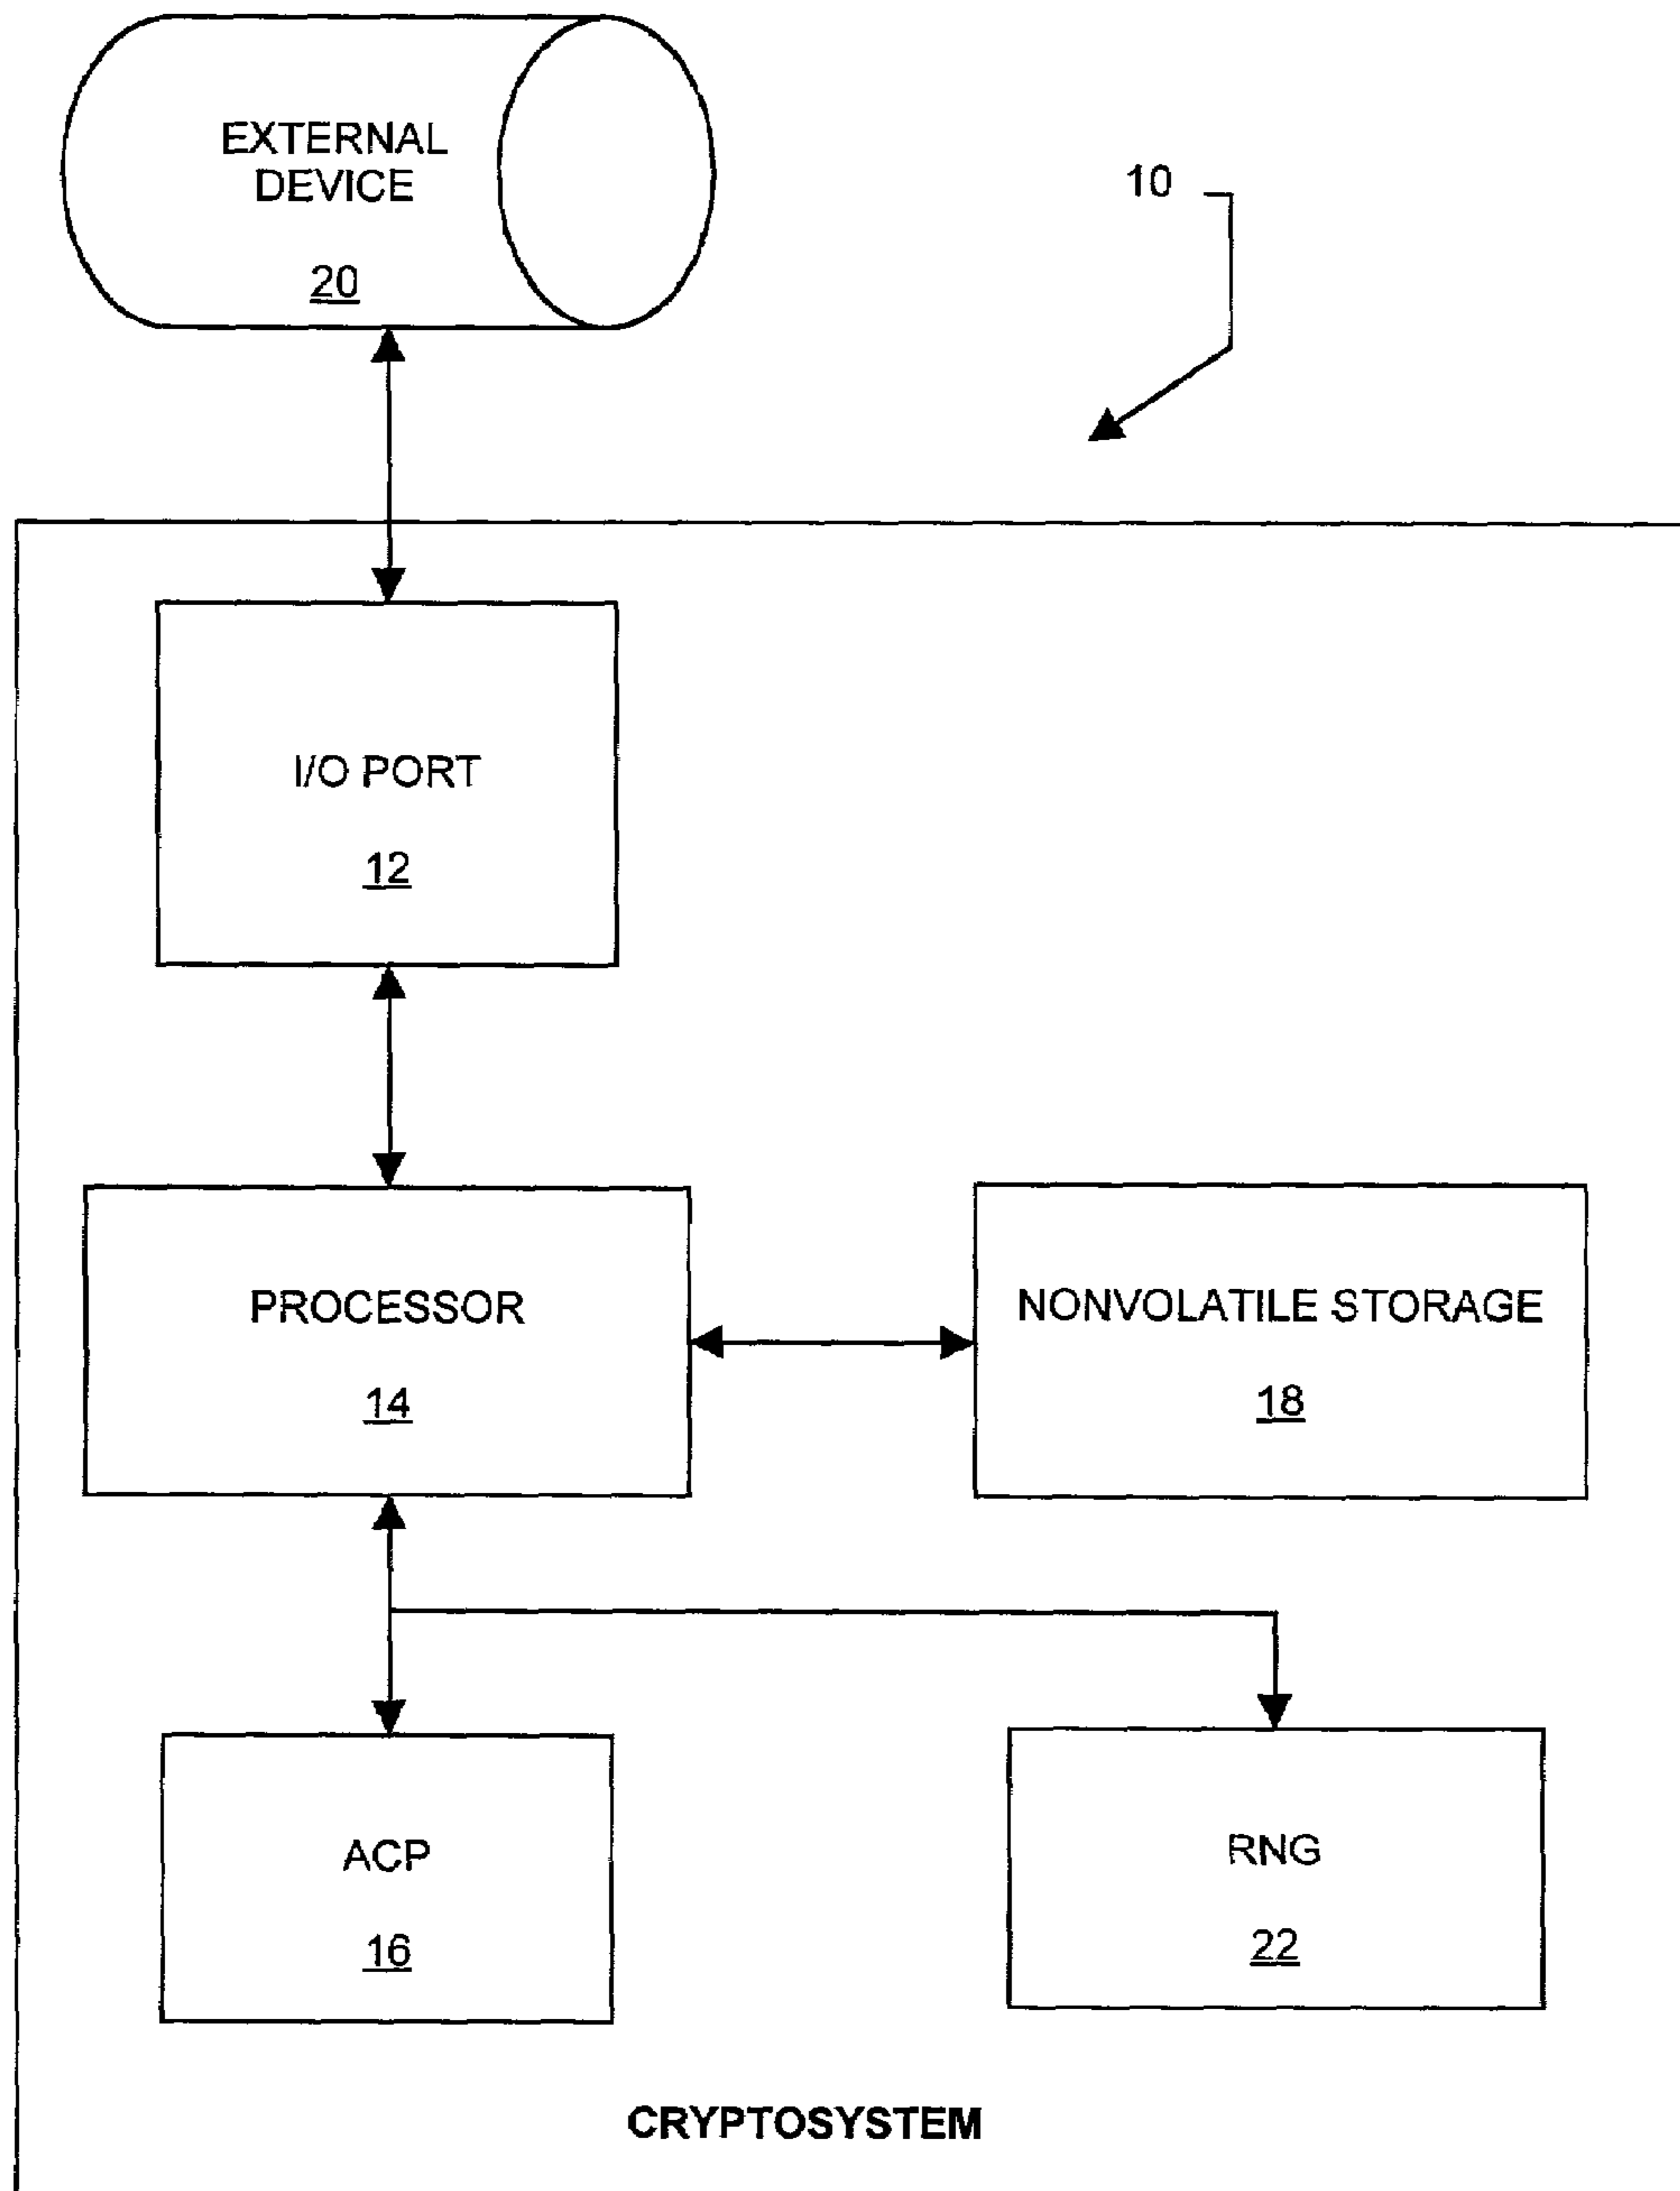 EXTERNAL
DEVICE
20
10
I/O PORT
12
PROCESSOR
14
NONVOLATILE STORAGE
18
ACP
16
RNG
22
CRYPTOSYSTEM